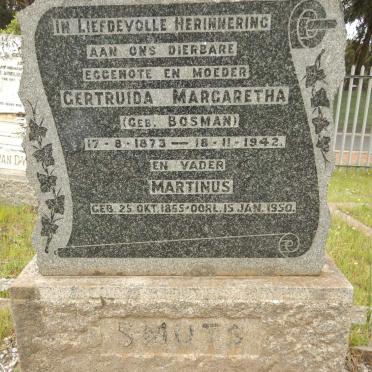 IN LIEFDEVOLLE HERINNERING
AAN ONS DIERBARE
EGGENOTE EN MOEDER
GERTRUIDA MARGARETHA
(GEB. BOSMAN)
17-8-1873 — 18-11-1942.
EN VADER
MARTINUS
GEB. 25 OKT. 1865-OORL. 15 JAN. 1950.
SMUTS